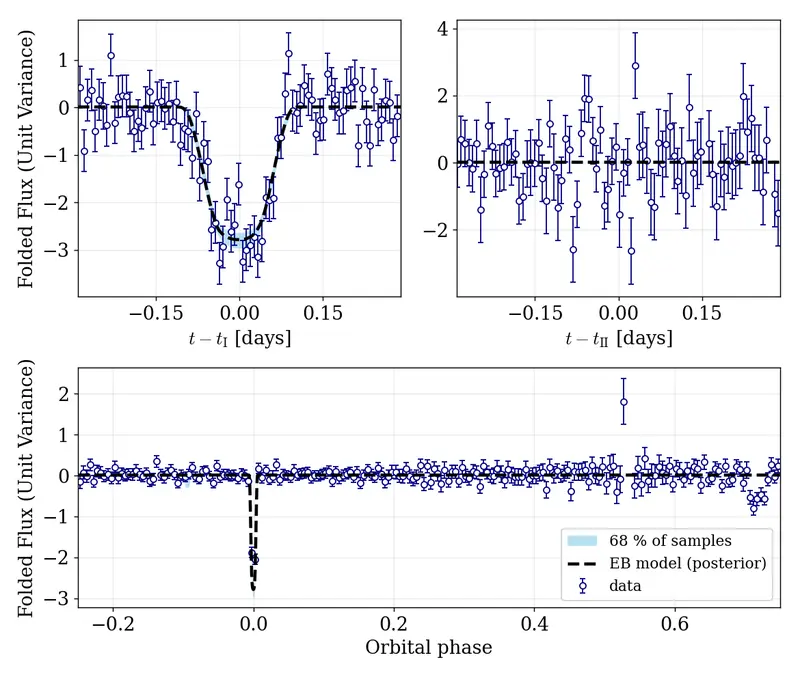 Folded Flux (Unit Variance)
1
0
−1
−2
−3
−0.15 0.00 0.15
t − t_I [days]
4
2
0
−2
−0.15 0.00 0.15
t − t_II [days]
Folded Flux (Unit Variance)
2
1
0
−1
−2
−3
−0.2 0.0 0.2 0.4 0.6
Orbital phase
68 % of samples
EB model (posterior)
data